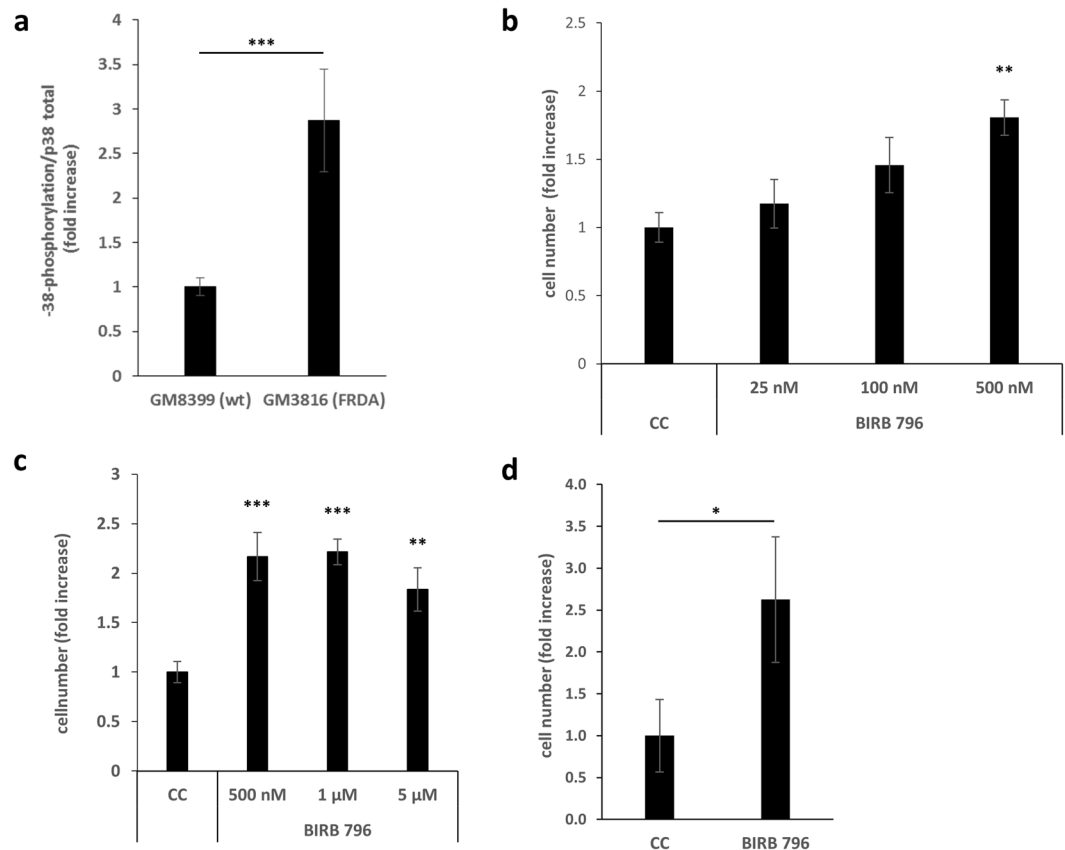 a
-38-phosphorylation/p38 total
(fold increase)
4
3.5
3
2.5
2
1.5
1
0.5
0
***
GM8399 (wt) GM3816 (FRDA)
b
cell number (fold increase)
2.5
2
1.5
1
0.5
0
**
25 nM 100 nM 500 nM
CC BIRB 796
c
cellnumber (fold increase)
3
2.5
2
1.5
1
0.5
0
*** *** **
CC 500 nM 1 µM 5 µM
BIRB 796
d
cell number (fold increase)
4.0
3.5
3.0
2.5
2.0
1.5
1.0
0.5
0.0
*
CC BIRB 796